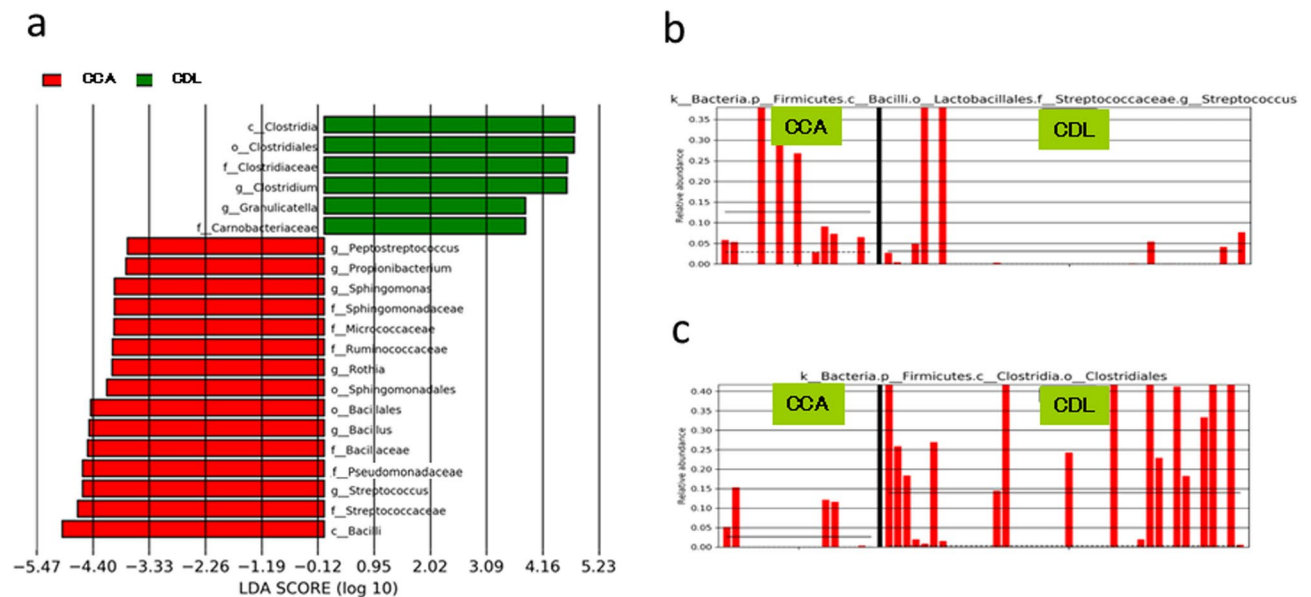 a
CCA CDL
c__Clostridia
o__Clostridiales
f__Clostridiaceae
g__Clostridium
g__Granulicatella
f__Carnobacteriaceae
g__Peptostreptococcus
g__Propionibacterium
g__Sphingomonas
f__Sphingomonadaceae
f__Micrococcaceae
f__Ruminococcaceae
g__Rothia
o__Sphingomonadales
o__Bacillales
g__Bacillus
f__Bacillaceae
f__Pseudomonadaceae
g__Streptococcus
f__Streptococcaceae
c__Bacilli
−5.47 −4.40 −3.33 −2.26 −1.19 −0.12 0.95 2.02 3.09 4.16 5.23
LDA SCORE (log 10)
b
k__Bacteria.p__Firmicutes.c__Bacilli.o__Lactobacillales.f__Streptococcaceae.g__Streptococcus
CCA
CDL
Relative abundance
0.35
0.30
0.25
0.20
0.15
0.10
0.05
0.00
c
k__Bacteria.p__Firmicutes.c__Clostridia.o__Clostridiales
CCA
CDL
Relative abundance
0.40
0.35
0.30
0.25
0.20
0.15
0.10
0.05
0.00